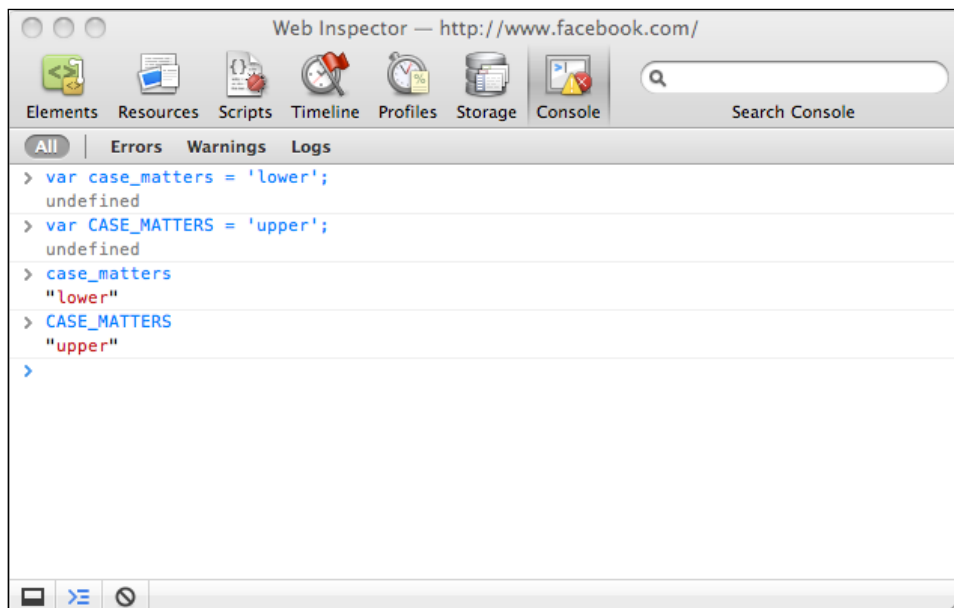 Web Inspector — http://www.facebook.com/
Elements Resources Scripts Timeline Profiles Storage Console Search Console
All Errors Warnings Logs
> var case_matters = 'lower';
undefined
> var CASE_MATTERS = 'upper';
undefined
> case_matters
"lower"
> CASE_MATTERS
"upper"
>